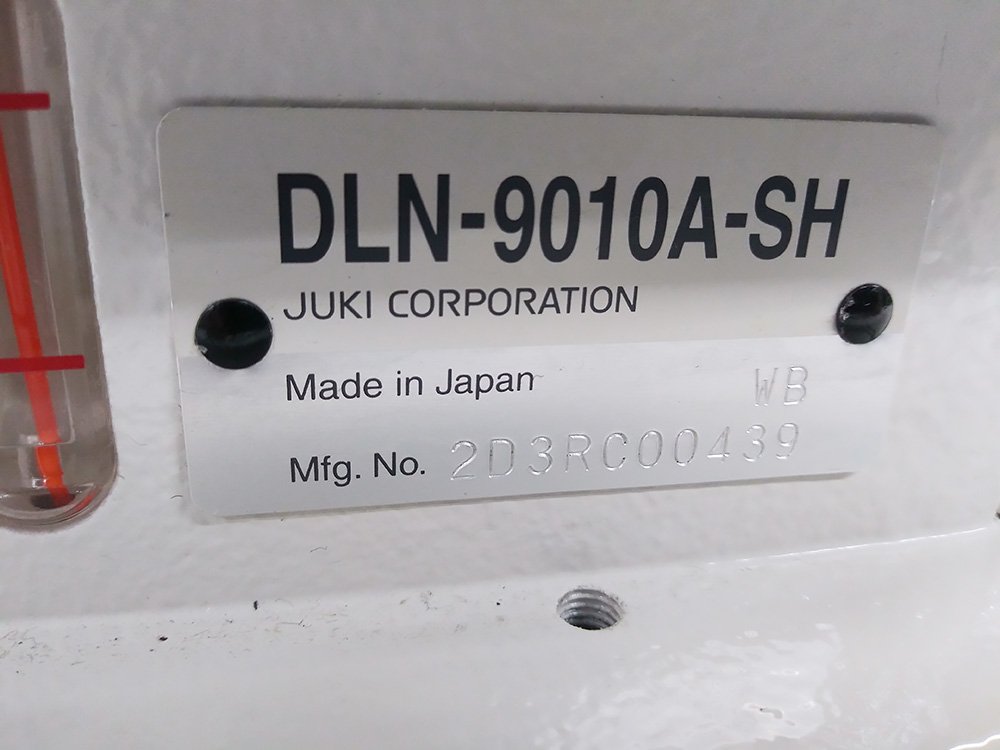 DLN-9010A-SH
JUKI CORPORATION
Made in Japan WB
Mfg. No. 2D3RC00439